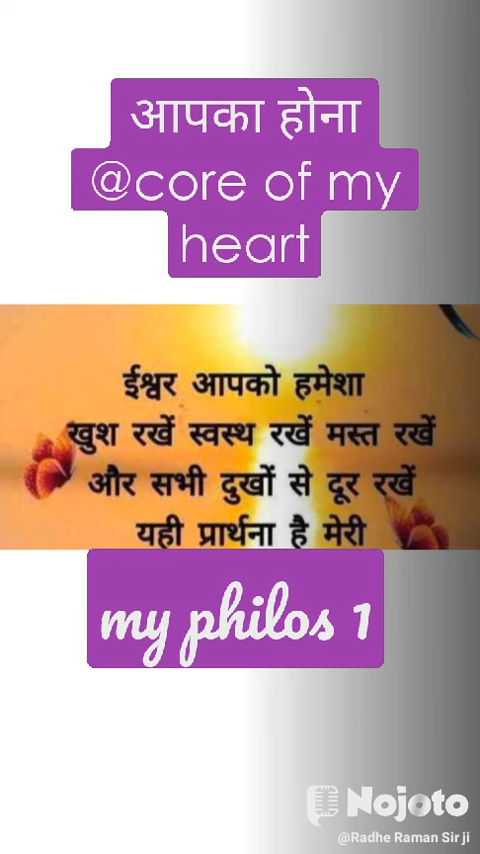 आपका होना
@core of my
heart
ईश्वर आपको हमेशा
खुश रखें स्वस्थ रखें मस्त रखें
और सभी दुखों से दूर रखें
यही प्रार्थना है मेरी
my philos 1
Nojoto
@Radhe Raman Sir ji